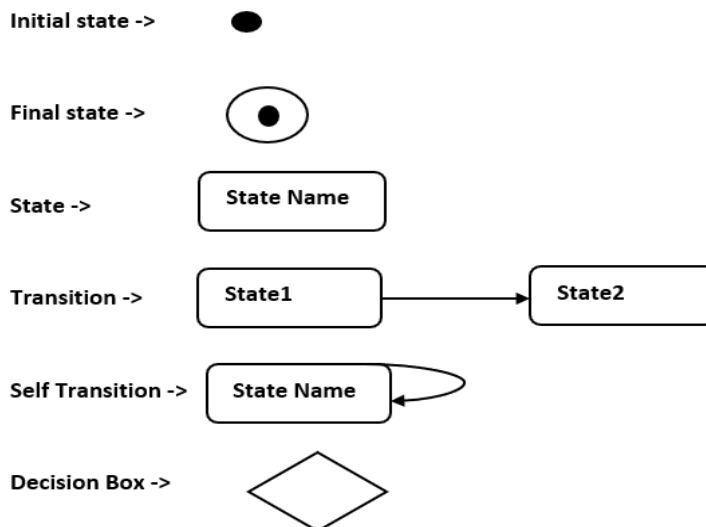 Initial state ->
Final state ->
State ->
State Name
Transition ->
State1
State2
Self Transition ->
State Name
Decision Box ->